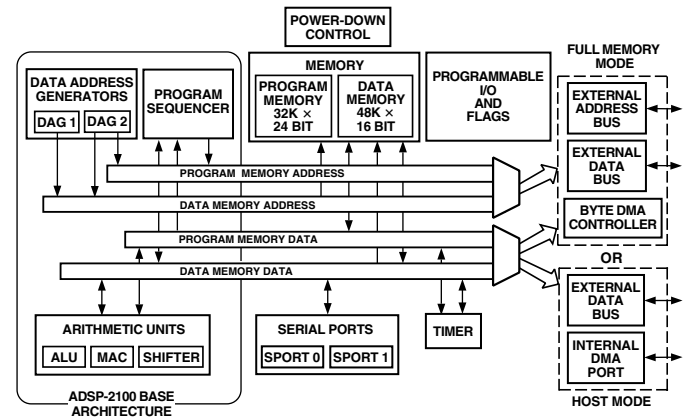 POWER-DOWN
CONTROL
FULL MEMORY
MODE
DATA ADDRESS
GENERATORS
DAG 1
DAG 2
PROGRAM
SEQUENCER
MEMORY
PROGRAM
MEMORY
32K ×
24 BIT
DATA
MEMORY
48K ×
16 BIT
PROGRAMMABLE
I/O
AND
FLAGS
EXTERNAL
ADDRESS
BUS
EXTERNAL
DATA
BUS
BYTE DMA
CONTROLLER
PROGRAM MEMORY ADDRESS
DATA MEMORY ADDRESS
PROGRAM MEMORY DATA
DATA MEMORY DATA
OR
ARITHMETIC UNITS
ALU
MAC
SHIFTER
SERIAL PORTS
SPORT 0
SPORT 1
TIMER
EXTERNAL
DATA
BUS
INTERNAL
DMA
PORT
HOST MODE
ADSP-2100 BASE
ARCHITECTURE